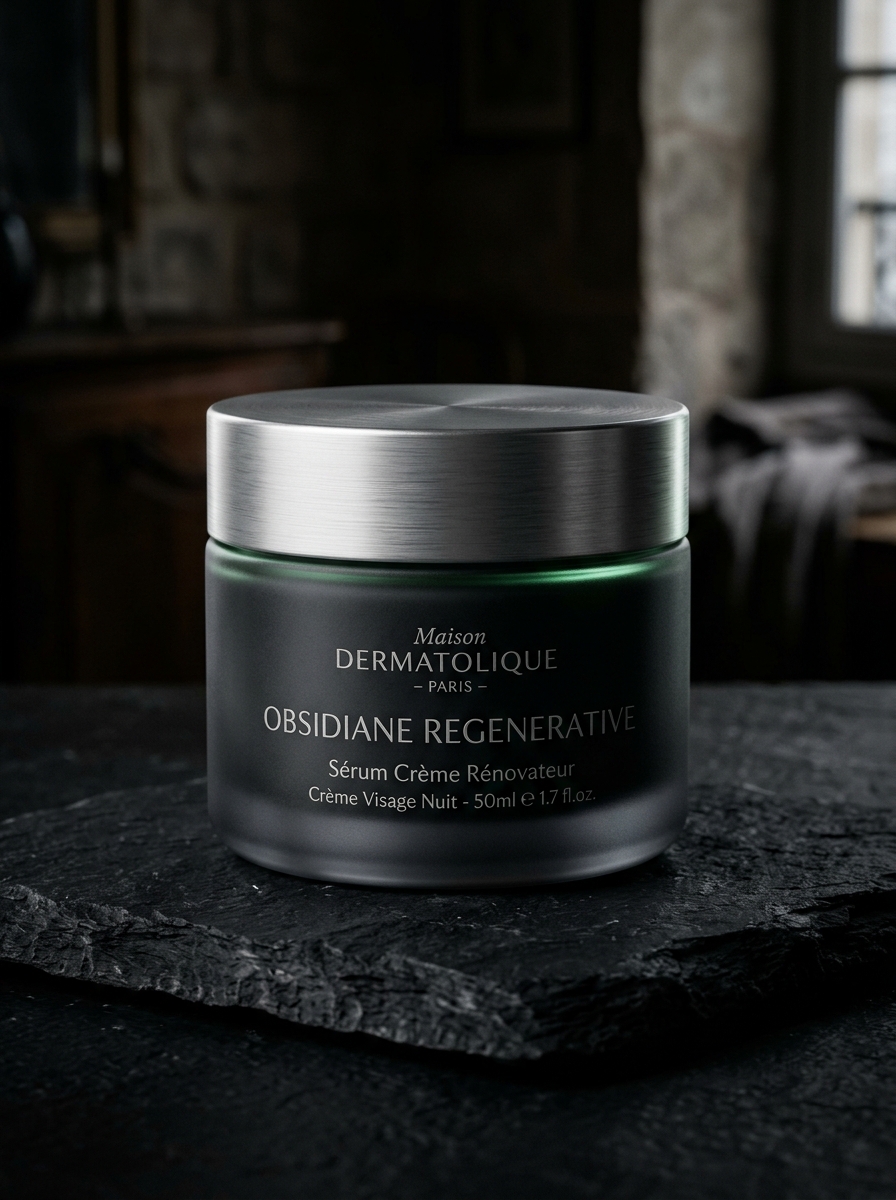 Maison
DERMATOLIQUE
– PARIS –
OBSIDIANE REGENERATIVE
Sérum Crème Rénovateur
Crème Visage Nuit - 50ml ℮ 1.7 fl.oz.